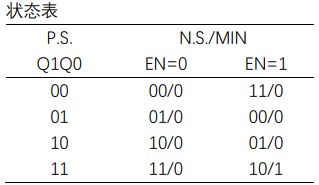 状态表
P.S. N.S./MIN
Q1Q0 EN=0 EN=1
00 00/0 11/0
01 01/0 00/0
10 10/0 01/0
11 11/0 10/1